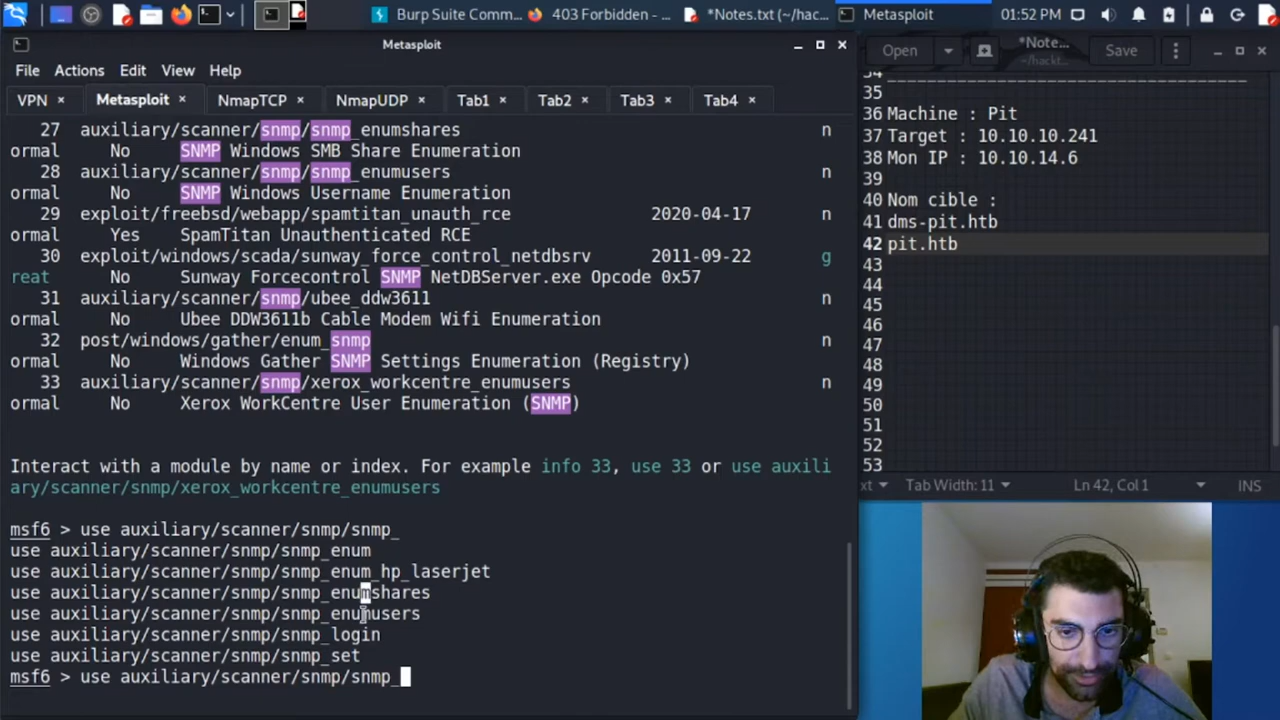 Burp Suite Comm... 403 Forbidden - ... *Notes.txt (~/hack... Metasploit 01:52 PM
Metasploit
File Actions Edit View Help
VPN × Metasploit × NmapTCP × NmapUDP × Tab1 × Tab2 × Tab3 × Tab4 ×
27 auxiliary/scanner/snmp/snmp_enumshares n
ormal No SNMP Windows SMB Share Enumeration
28 auxiliary/scanner/snmp/snmp_enumusers n
ormal No SNMP Windows Username Enumeration
29 exploit/freebsd/webapp/spamtitan_unauth_rce 2020-04-17 n
ormal Yes SpamTitan Unauthenticated RCE
30 exploit/windows/scada/sunway_force_control_netdbsrv 2011-09-22 g
reat No Sunway Forcecontrol SNMP NetDBServer.exe Opcode 0x57
31 auxiliary/scanner/snmp/ubee_ddw3611 n
ormal No Ubee DDW3611b Cable Modem Wifi Enumeration
32 post/windows/gather/enum_snmp n
ormal No Windows Gather SNMP Settings Enumeration (Registry)
33 auxiliary/scanner/snmp/xerox_workcentre_enumusers n
ormal No Xerox WorkCentre User Enumeration (SNMP)
Interact with a module by name or index. For example info 33, use 33 or use auxili
ary/scanner/snmp/xerox_workcentre_enumusers
msf6 > use auxiliary/scanner/snmp/snmp_
use auxiliary/scanner/snmp/snmp_enum
use auxiliary/scanner/snmp/snmp_enum_hp_laserjet
use auxiliary/scanner/snmp/snmp_enumshares
use auxiliary/scanner/snmp/snmp_enumusers
use auxiliary/scanner/snmp/snmp_login
use auxiliary/scanner/snmp/snmp_set
msf6 > use auxiliary/scanner/snmp/snmp_
Open *Note... Save
~/hackt...
34
35
36 Machine : Pit
37 Target : 10.10.10.241
38 Mon IP : 10.10.14.6
39
40 Nom cible :
41 dms-pit.htb
42 pit.htb
43
44
45
46
47
48
49
50
51
52
53
xt Tab Width: 11 Ln 42, Col 1 INS